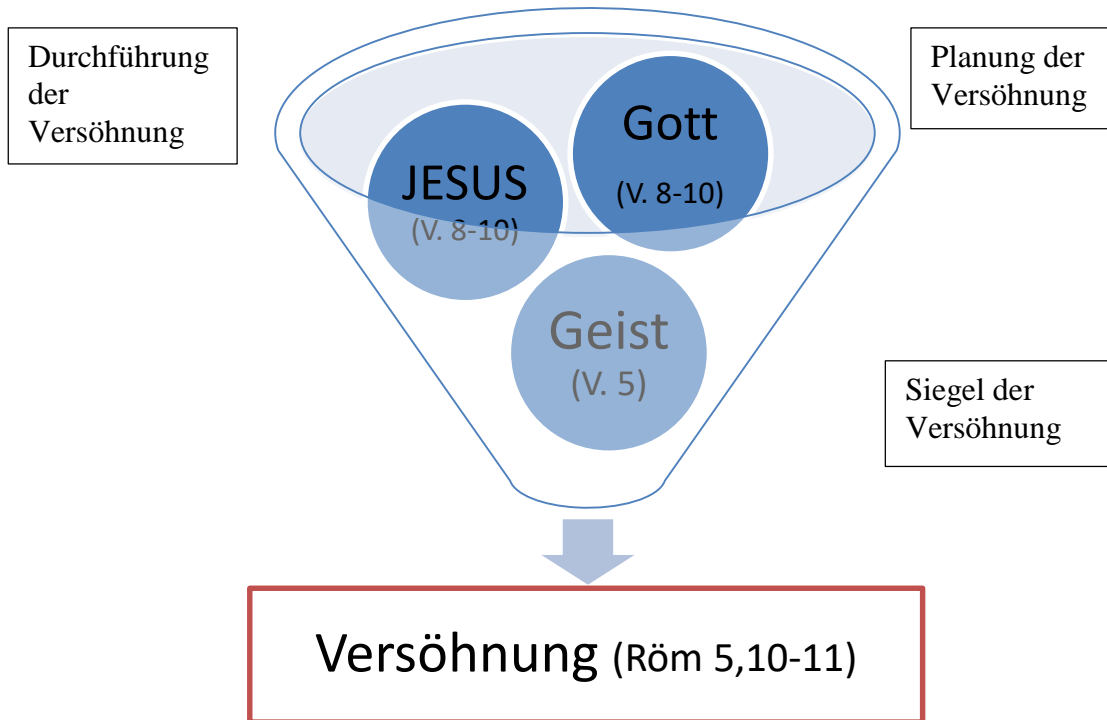 Durchführung
der
Versöhnung
Planung der
Versöhnung
Gott
(V. 8-10)
JESUS
(V. 8-10)
Geist
(V. 5)
Siegel der
Versöhnung
Versöhnung (Röm 5,10-11)